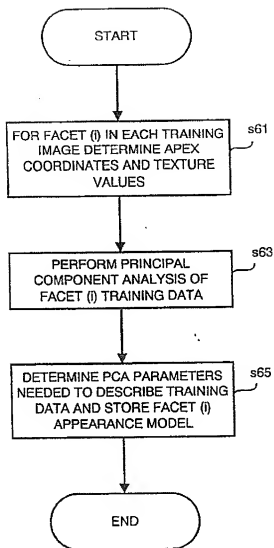 START
FOR FACET (i) IN EACH TRAINING
IMAGE DETERMINE APEX
COORDINATES AND TEXTURE
VALUES
s61
PERFORM PRINCIPAL
COMPONENT ANALYSIS OF
FACET (i) TRAINING DATA
s63
DETERMINE PCA PARAMETERS
NEEDED TO DESCRIBE TRAINING
DATA AND STORE FACET (i)
APPEARANCE MODEL
s65
END